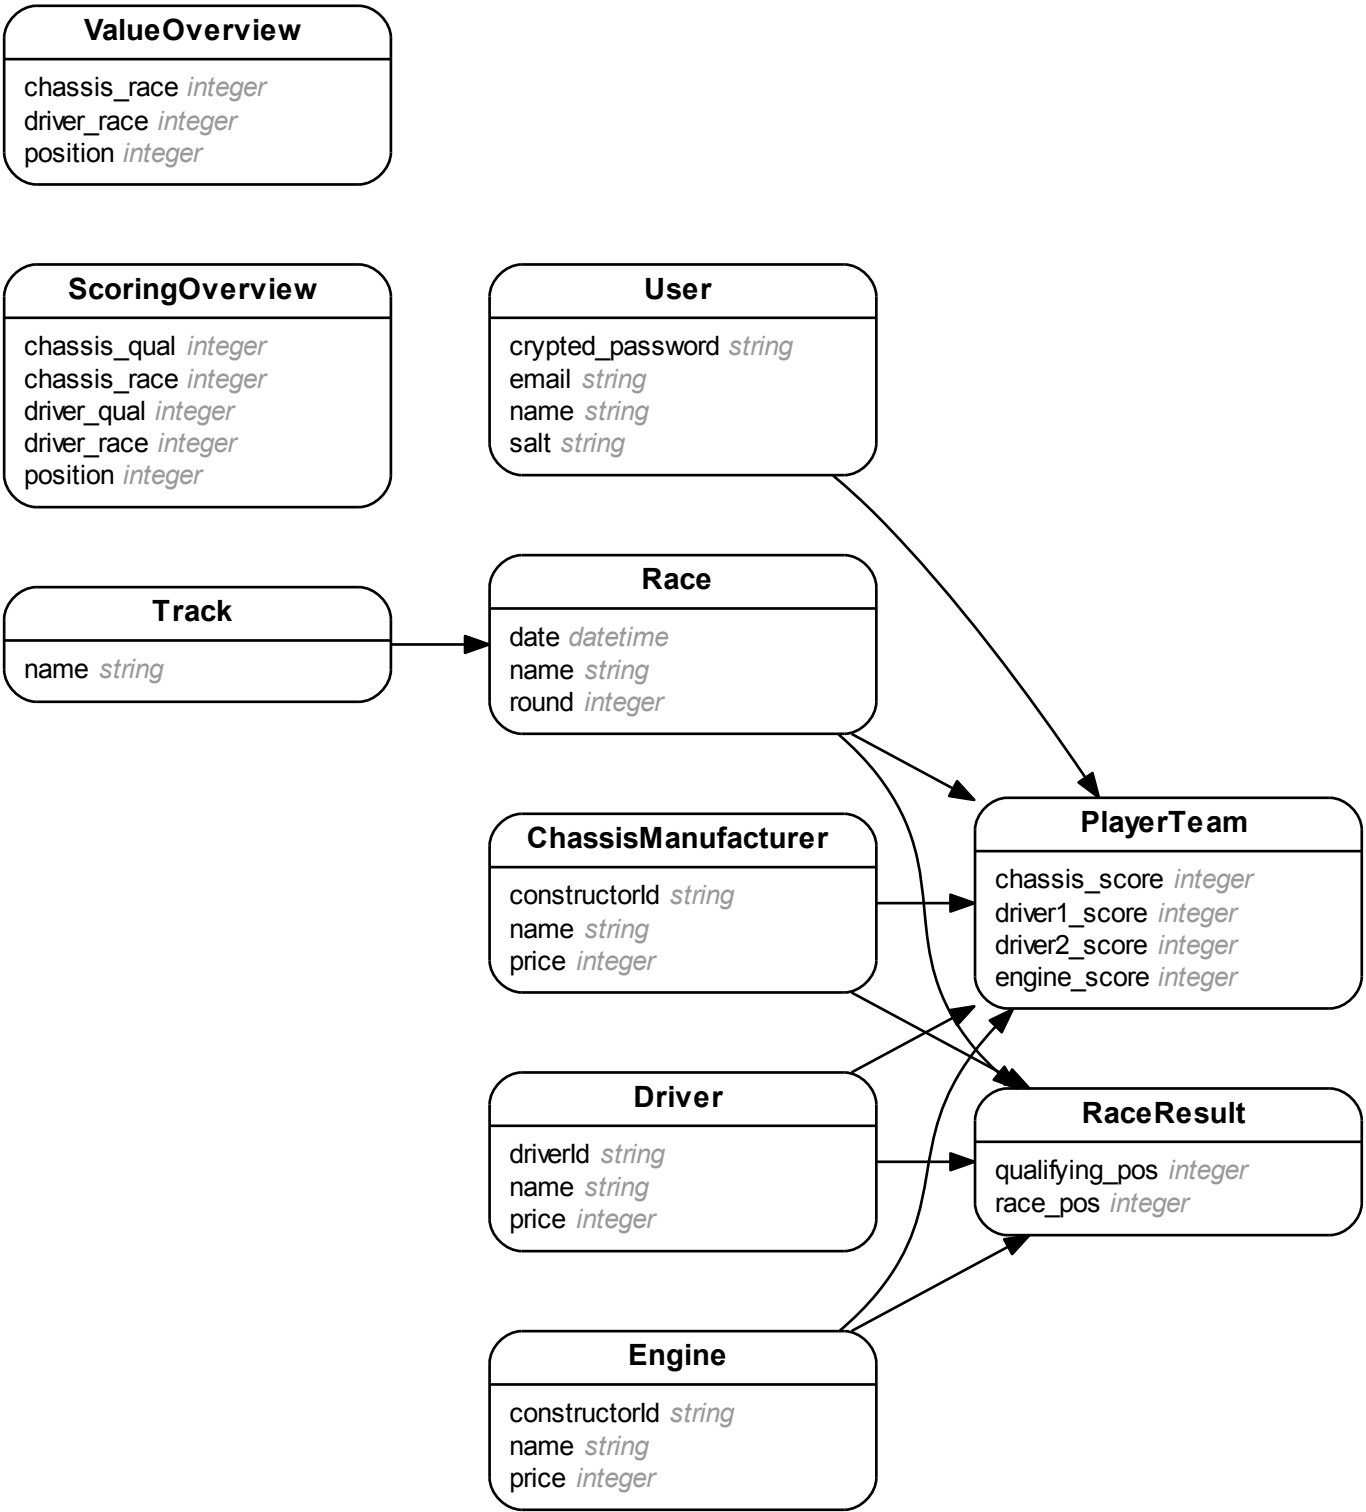 ValueOverview
chassis_race integer
driver_race integer
position integer
ScoringOverview
chassis_qual integer
chassis_race integer
driver_qual integer
driver_race integer
position integer
User
crypted_password string
email string
name string
salt string
Track
name string
Race
date datetime
name string
round integer
ChassisManufacturer
constructorId string
name string
price integer
PlayerTeam
chassis_score integer
driver1_score integer
driver2_score integer
engine_score integer
Driver
driverId string
name string
price integer
RaceResult
qualifying_pos integer
race_pos integer
Engine
constructorId string
name string
price integer